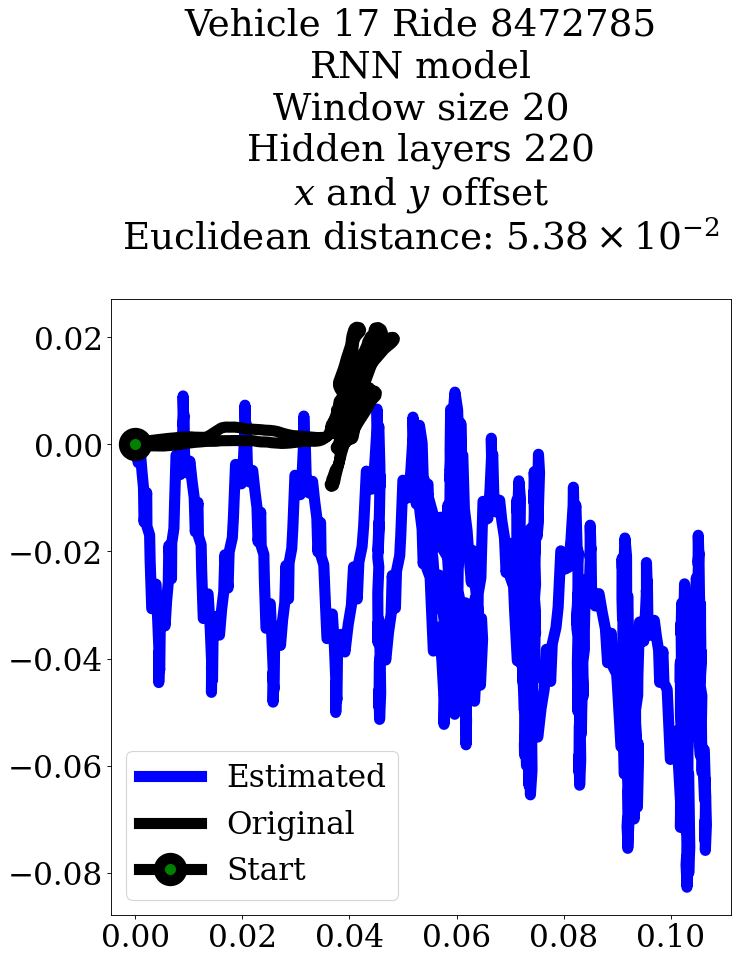 Vehicle 17 Ride 8472785
RNN model
Window size 20
Hidden layers 220
x and y offset
Euclidean distance: 5.38 × 10⁻²
0.02
0.00
−0.02
−0.04
−0.06
−0.08
Estimated
Original
Start
0.00 0.02 0.04 0.06 0.08 0.10